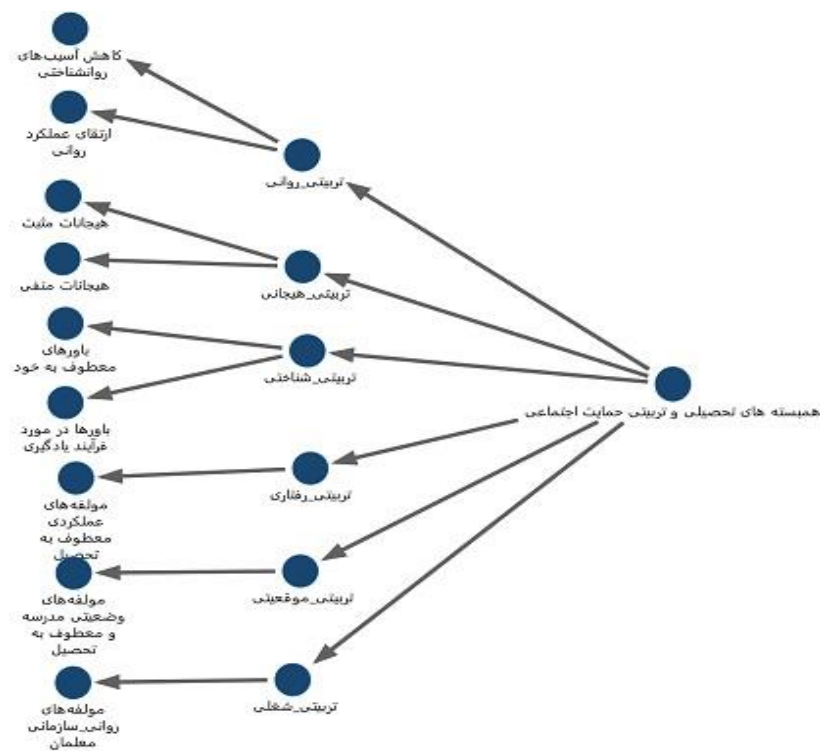 همبسته های تحصیلی و تربیتی حمایت اجتماعی
تربیتی_روانی
تربیتی_هیجانی
تربیتی_شناختی
تربیتی_رفتاری
تربیتی_موقعیتی
تربیتی_شغلی
کاهش آسیب‌های
روانشناختی
ارتقای عملکرد
روانی
هیجانات مثبت
هیجانات منفی
باورهای
معطوف به خود
باورها در مورد
فرآیند یادگیری
مولفه‌های
عملکردی
معطوف به
تحصیل
مولفه‌های
وضعیتی مدرسه
و معطوف به
تحصیل
مولفه‌های
روانی_سازمانی
معلمان